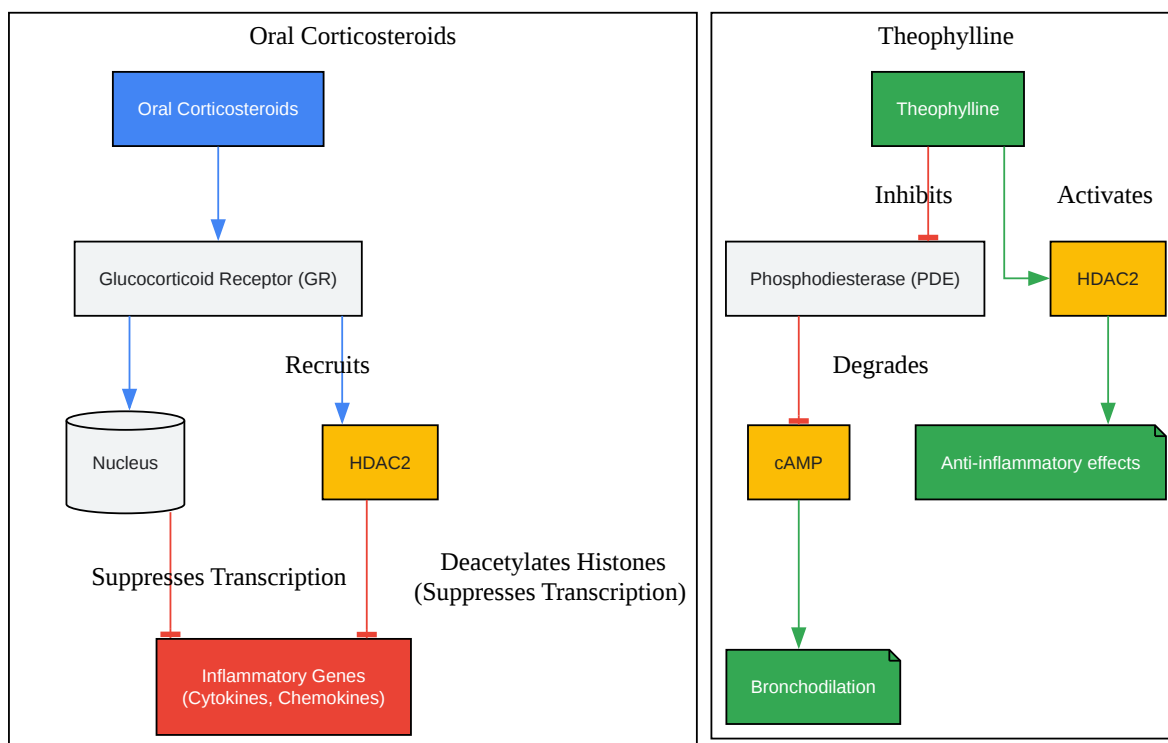 Oral Corticosteroids
Oral Corticosteroids
Glucocorticoid Receptor (GR)
Recruits
Nucleus
HDAC2
Suppresses Transcription
Deacetylates Histones
(Suppresses Transcription)
Inflammatory Genes
(Cytokines, Chemokines)
Theophylline
Theophylline
Inhibits
Activates
Phosphodiesterase (PDE)
HDAC2
Degrades
cAMP
Anti-inflammatory effects
Bronchodilation